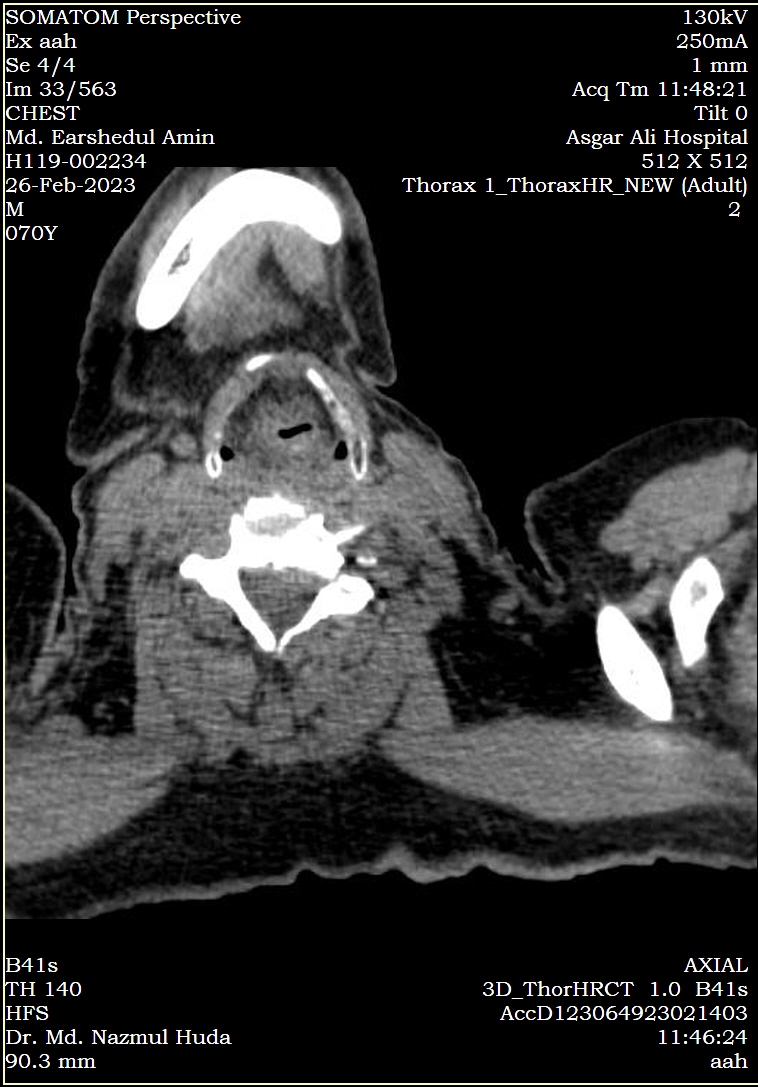 SOMATOM Perspective
Ex aah
Se 4/4
Im 33/563
CHEST
Md. Earshedul Amin
H119-002234
26-Feb-2023
M
070Y
130kV
250mA
1 mm
Acq Tm 11:48:21
Tilt 0
Asgar Ali Hospital
512 X 512
Thorax 1_ThoraxHR_NEW (Adult)
2
B41s
TH 140
HFS
Dr. Md. Nazmul Huda
90.3 mm
AXIAL
3D_ThorHRCT 1.0 B41s
AccD123064923021403
11:46:24
aah